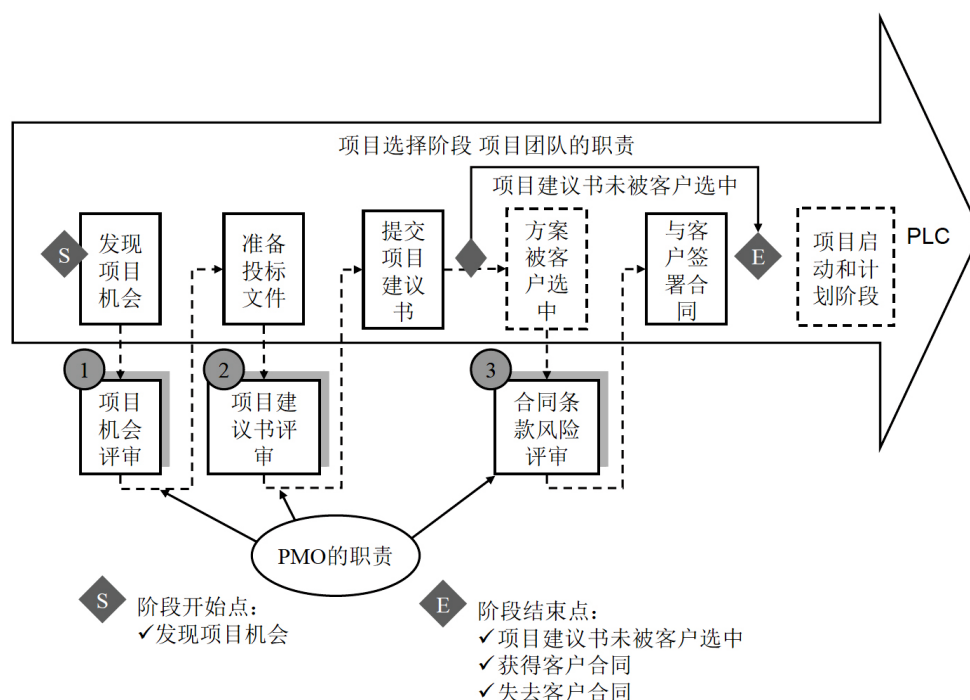 项目选择阶段 项目团队的职责
项目建议书未被客户选中
S
发现
项目
机会
准备
投标
文件
提交
项目
建议
书
方案
被客
户选
中
与客
户签
署合
同
E
项目启
动和计
划阶段
PLC
1
项目
机会
评审
2
项目建
议书评
审
3
合同条
款风险
评审
PMO的职责
S
阶段开始点：
✓发现项目机会
E
阶段结束点：
✓项目建议书未被客户选中
✓获得客户合同
✓失去客户合同